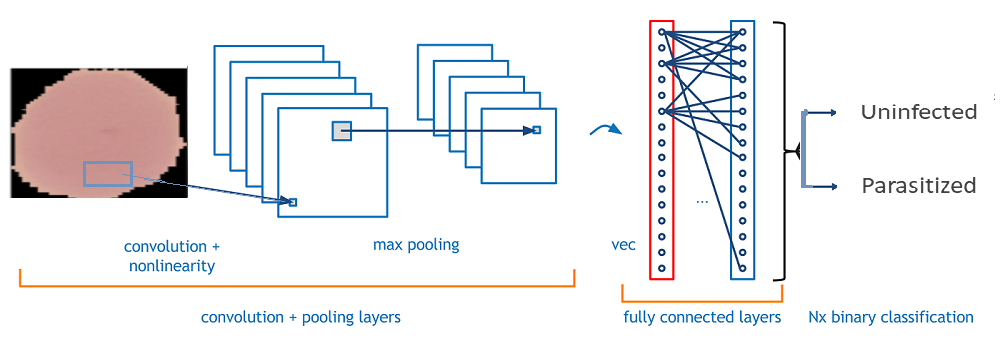 Uninfected
Parasitized
convolution +
nonlinearity
max pooling
vec
...
convolution + pooling layers
fully connected layers
Nx binary classification